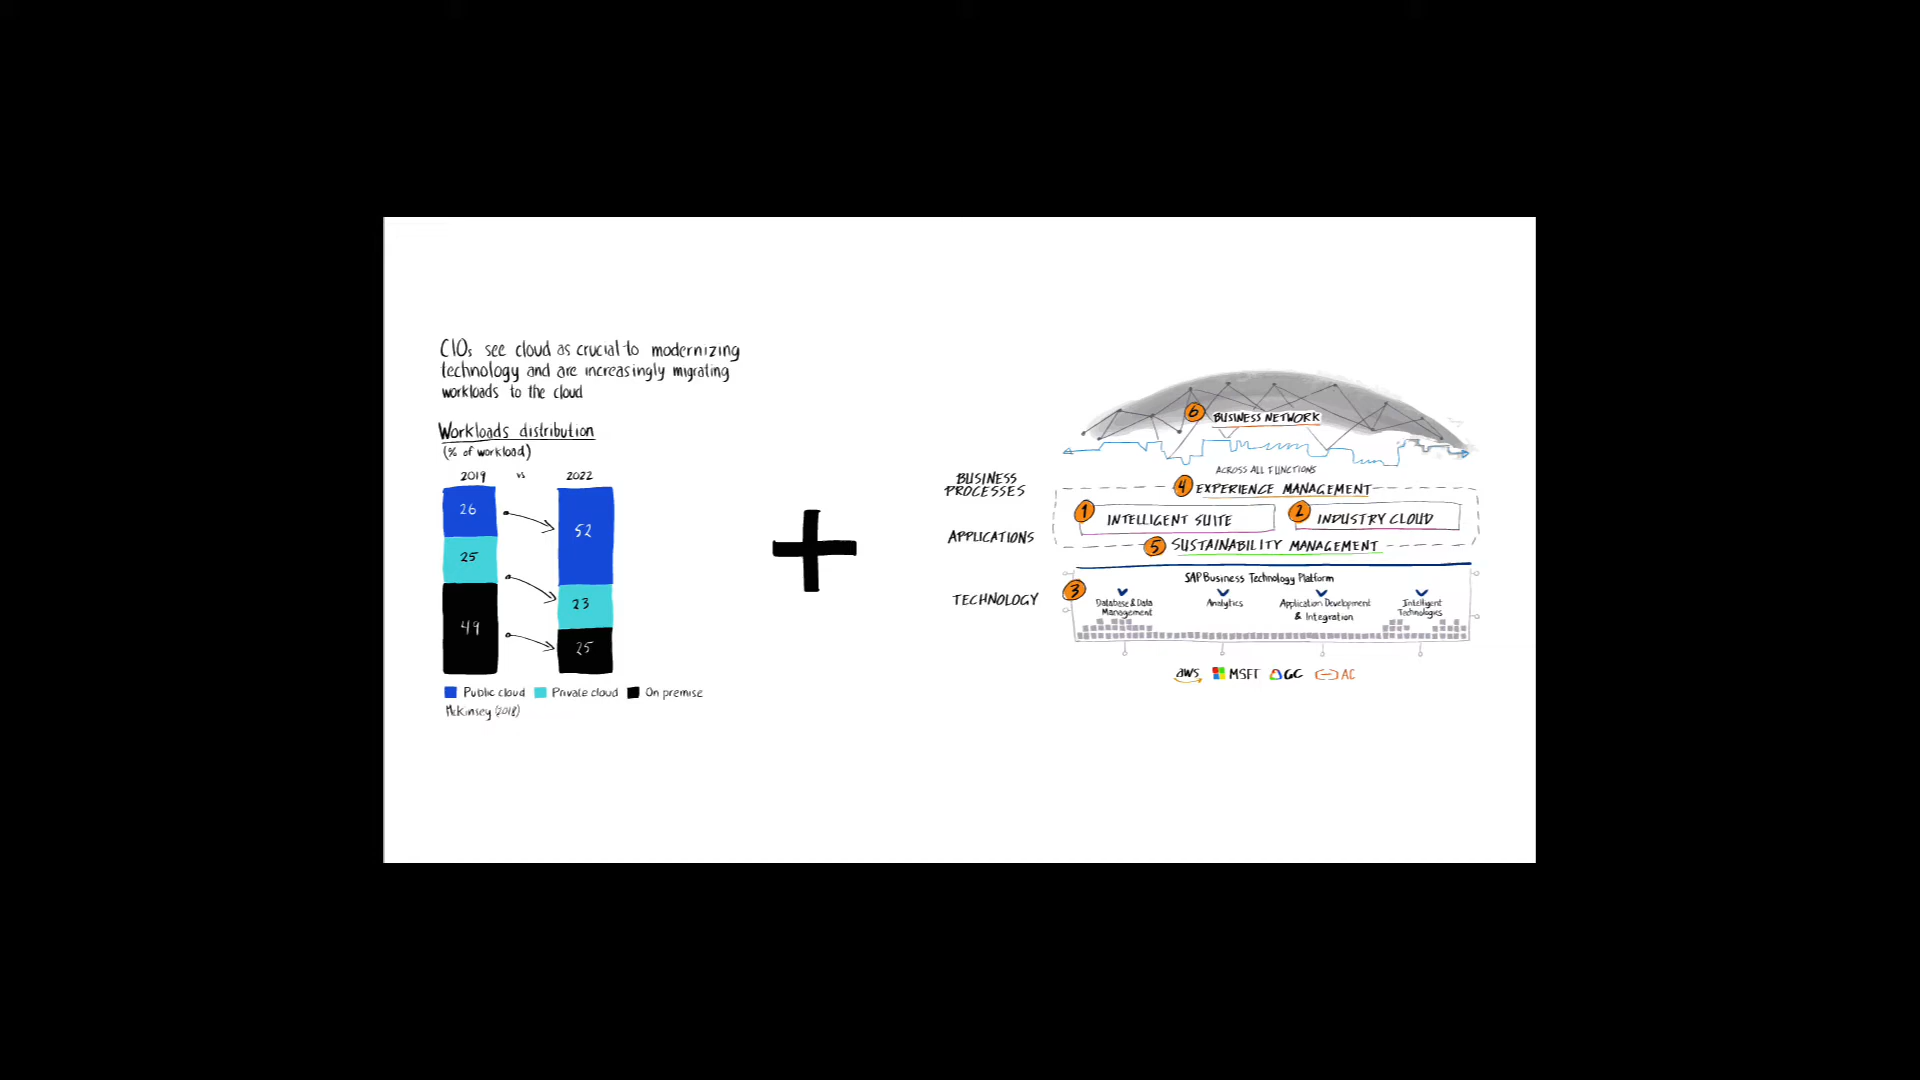 CIOs see cloud as crucial to modernizing
technology and are increasingly migrating
workloads to the cloud
Workloads distribution
(% of workload)
2019 vs 2022
26
25
49
52
23
25
Public cloud Private cloud On premise
McKinsey (2018)
6 BUSINESS NETWORK
ACROSS ALL FUNCTIONS
BUSINESS
PROCESSES
4 EXPERIENCE MANAGEMENT
1 INTELLIGENT SUITE
2 INDUSTRY CLOUD
APPLICATIONS
5 SUSTAINABILITY MANAGEMENT
SAP Business Technology Platform
TECHNOLOGY
3
Database & Data
Management
Analytics
Application Development
& Integration
Intelligent
Technologies
aws MSFT GC AC